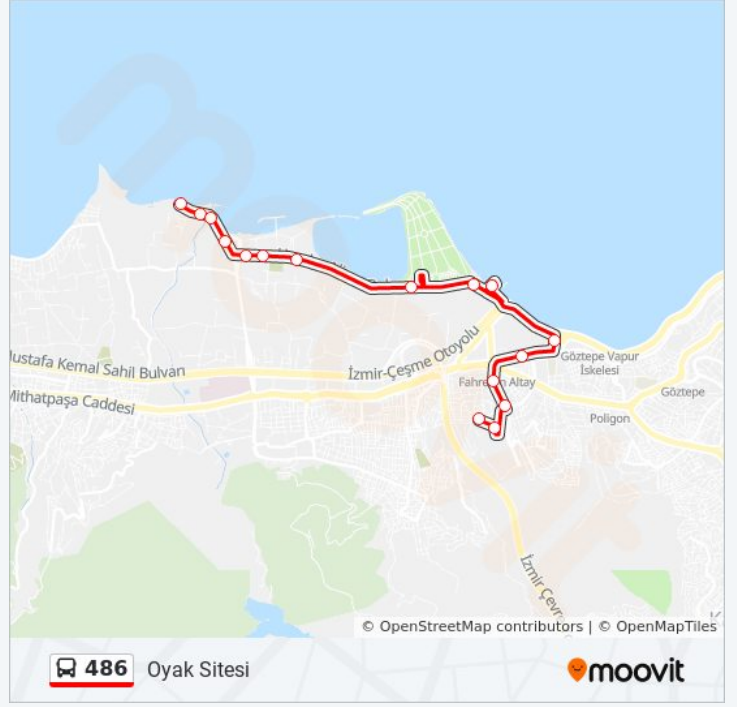 İzmir-Çeşme Otoyolu
ustafa Kemal Sahil Bulvarı
Mithatpaşa Caddesi
Göztepe Vapur
İskelesi
Fahrettin Altay
Göztepe
Poligon
İzmir Çevre
© OpenStreetMap contributors | © OpenMapTiles
486 Oyak Sitesi
moovit